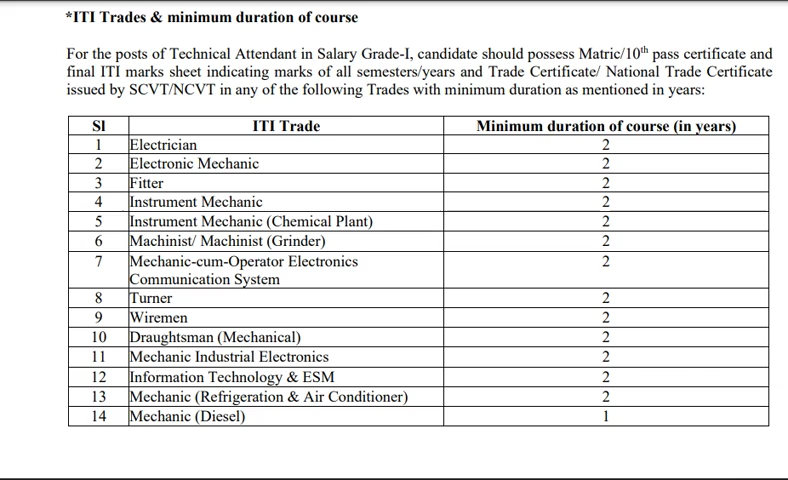 *ITI Trades & minimum duration of course
For the posts of Technical Attendant in Salary Grade-I, candidate should possess Matric/10th pass certificate and
final ITI marks sheet indicating marks of all semesters/years and Trade Certificate/ National Trade Certificate
issued by SCVT/NCVT in any of the following Trades with minimum duration as mentioned in years:
Sl ITI Trade Minimum duration of course (in years)
1 Electrician 2
2 Electronic Mechanic 2
3 Fitter 2
4 Instrument Mechanic 2
5 Instrument Mechanic (Chemical Plant) 2
6 Machinist/ Machinist (Grinder) 2
7 Mechanic-cum-Operator Electronics 2
Communication System
8 Turner 2
9 Wiremen 2
10 Draughtsman (Mechanical) 2
11 Mechanic Industrial Electronics 2
12 Information Technology & ESM 2
13 Mechanic (Refrigeration & Air Conditioner) 2
14 Mechanic (Diesel) 1